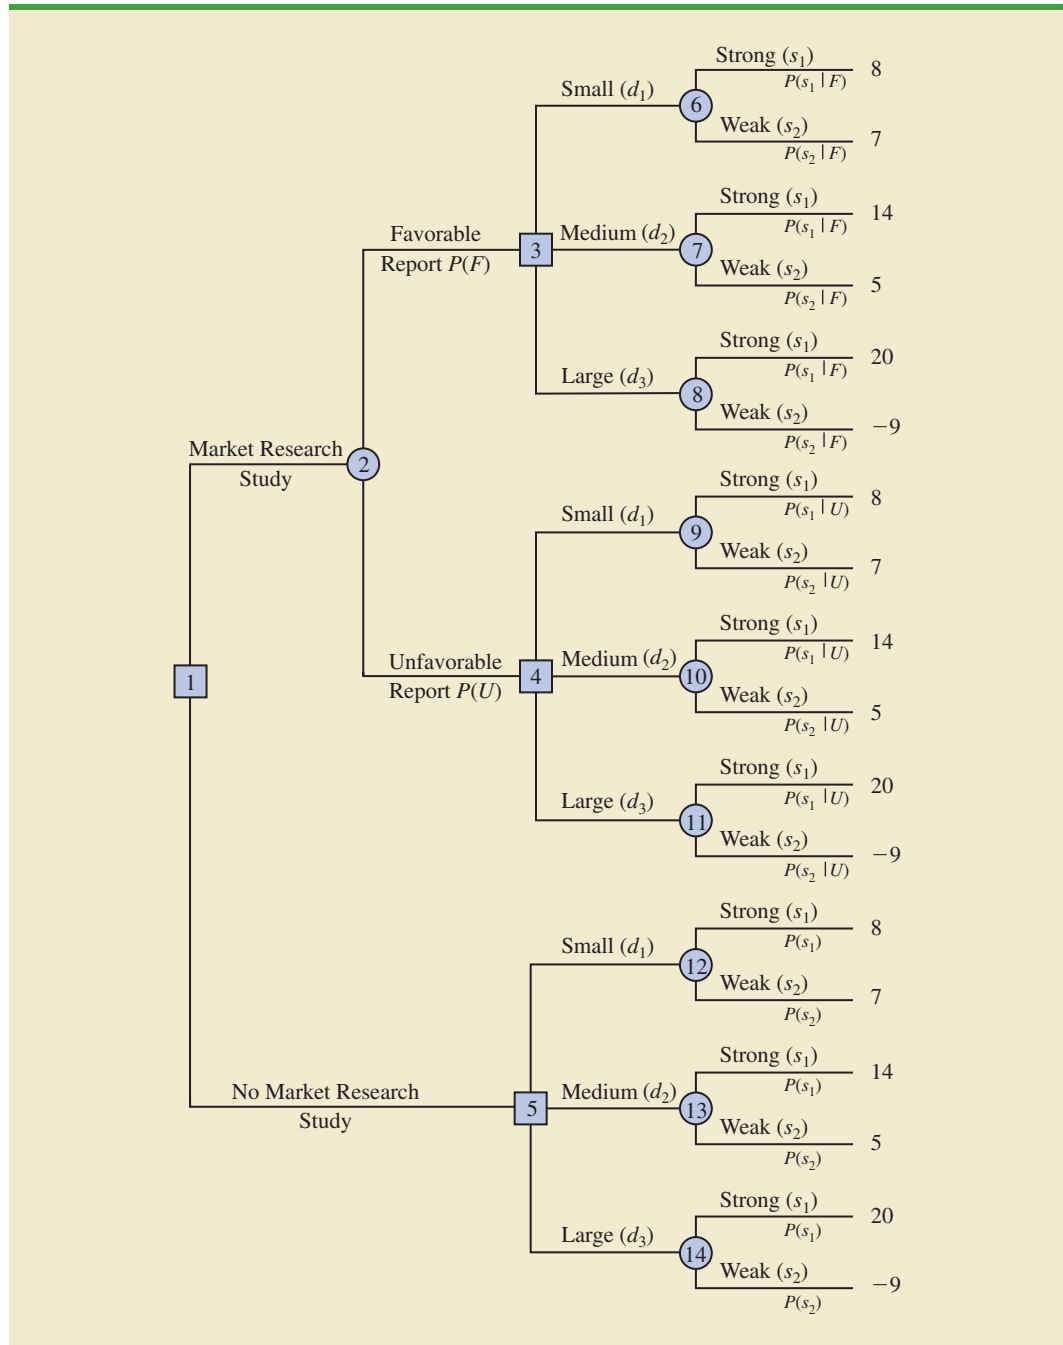 Strong (s₁) 8
P(s₁ | F)
Small (d₁) 6
Weak (s₂) 7
P(s₂ | F)
Strong (s₁) 14
P(s₁ | F)
Favorable
Report P(F)
3
Medium (d₂) 7
Weak (s₂) 5
P(s₂ | F)
Strong (s₁) 20
P(s₁ | F)
Large (d₃) 8
Weak (s₂) −9
P(s₂ | F)
Market Research
Study
2
Strong (s₁) 8
P(s₁ | U)
Small (d₁) 9
Weak (s₂) 7
P(s₂ | U)
Strong (s₁) 14
P(s₁ | U)
1
Unfavorable
Report P(U)
4
Medium (d₂) 10
Weak (s₂) 5
P(s₂ | U)
Strong (s₁) 20
P(s₁ | U)
Large (d₃) 11
Weak (s₂) −9
P(s₂ | U)
Strong (s₁) 8
P(s₁)
Small (d₁) 12
Weak (s₂) 7
P(s₂)
Strong (s₁) 14
P(s₁)
No Market Research
Study
5
Medium (d₂) 13
Weak (s₂) 5
P(s₂)
Strong (s₁) 20
P(s₁)
Large (d₃) 14
Weak (s₂) −9
P(s₂)